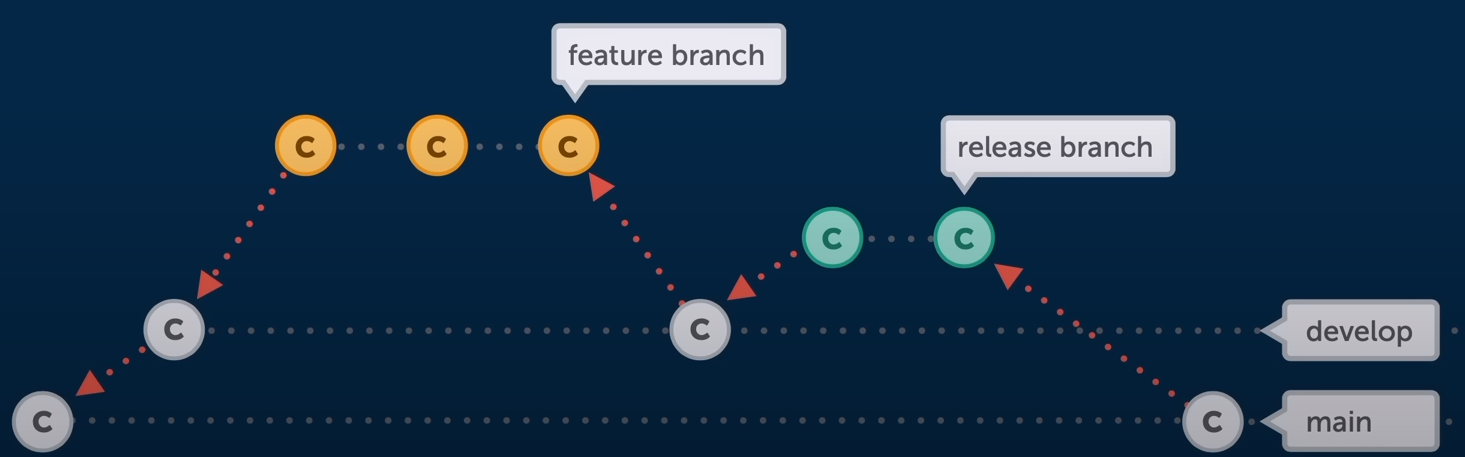 feature branch
C C C
release branch
C C
C C
develop
C C
main